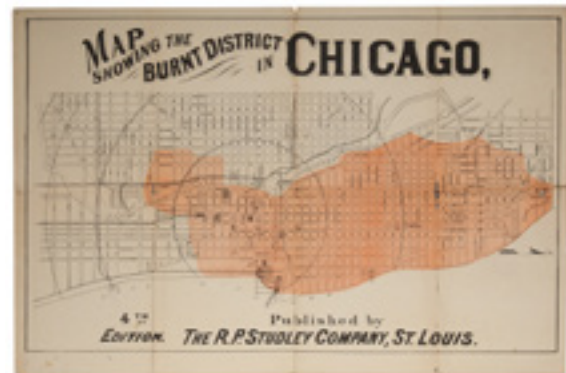 MAP
SHOWING THE
BURNT DISTRICT
IN
CHICAGO,
4TH
EDITION.
Published by
THE R.P. STUDLEY COMPANY, ST. LOUIS.